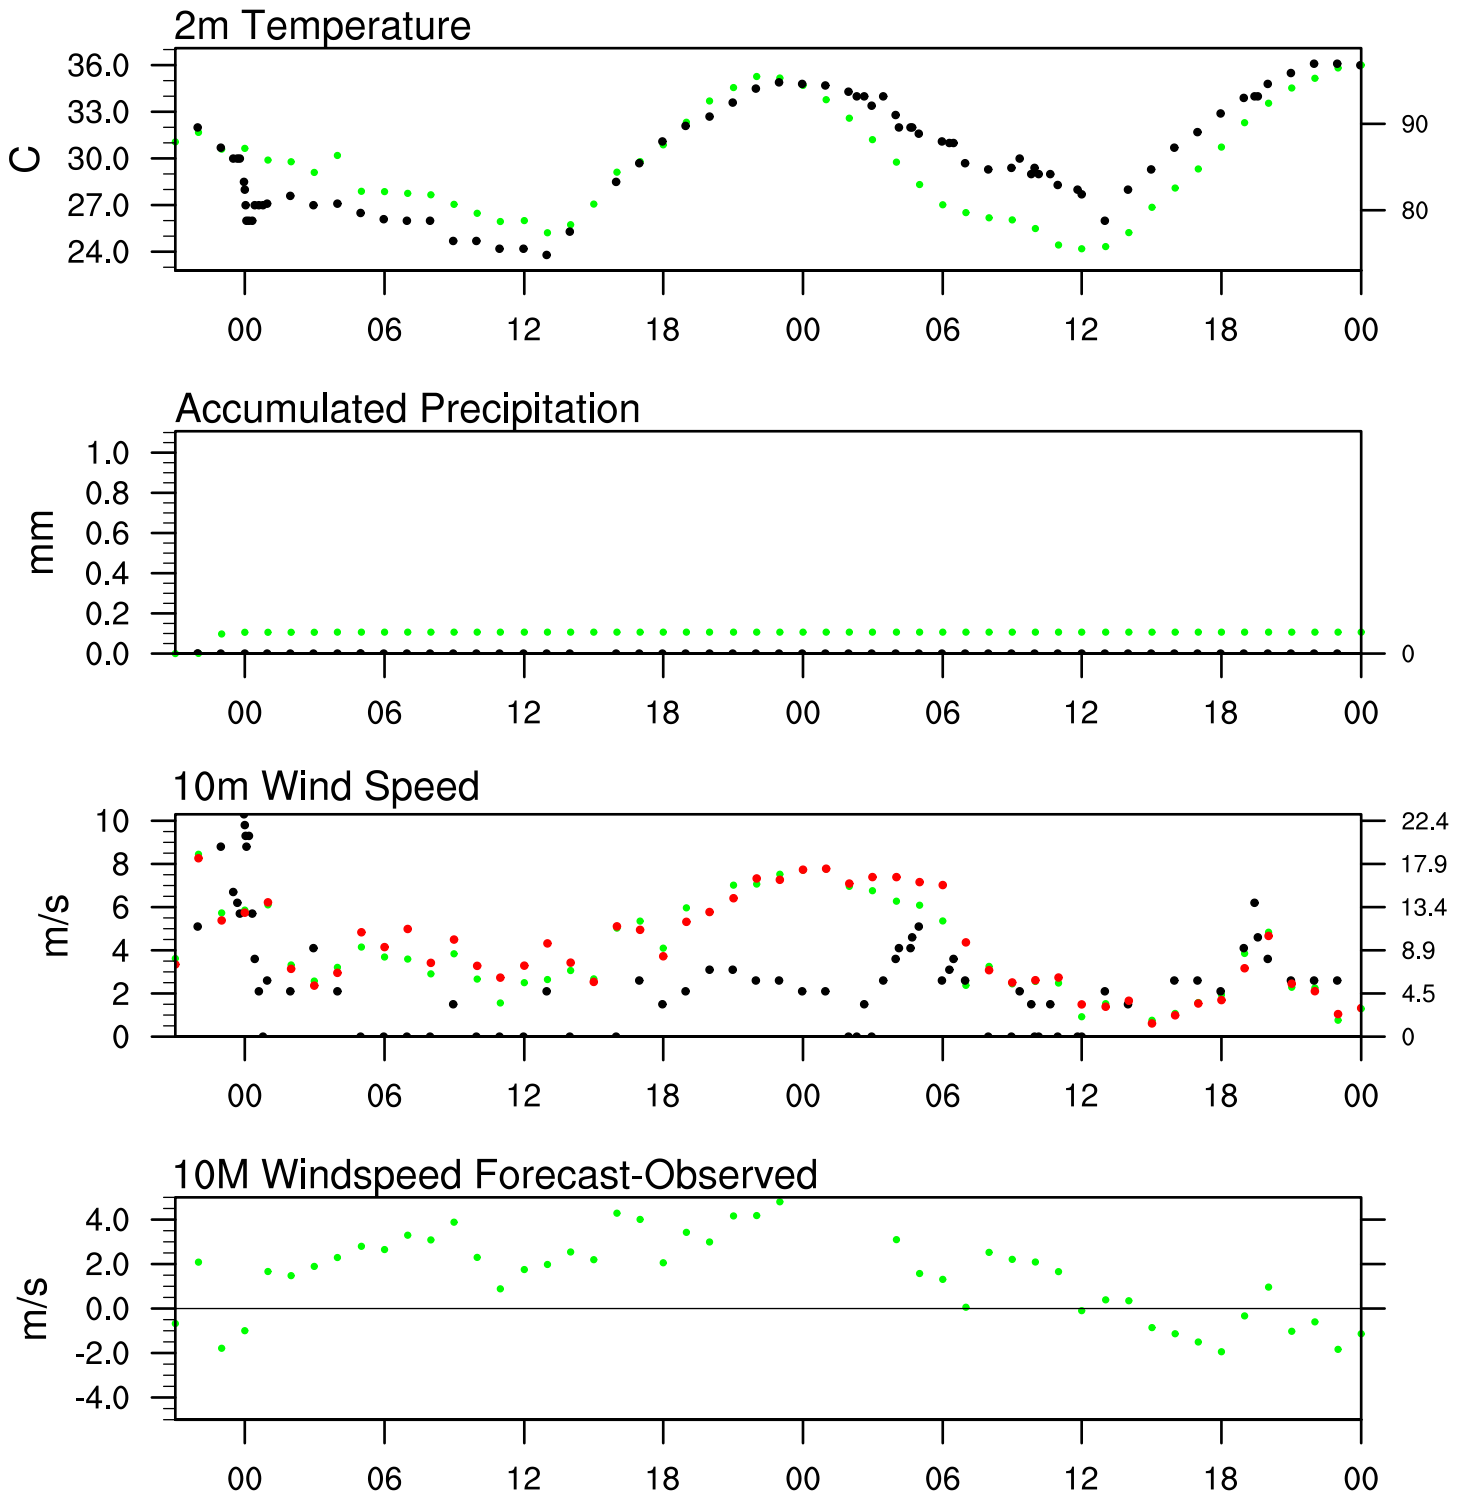 2m Temperature
36.0
33.0
30.0
27.0
24.0
C
90
80
00 06 12 18 00 06 12 18 00
Accumulated Precipitation
1.0
0.8
0.6
0.4
0.2
0.0
mm
0
00 06 12 18 00 06 12 18 00
10m Wind Speed
10
8
6
4
2
0
m/s
22.4
17.9
13.4
8.9
4.5
0
00 06 12 18 00 06 12 18 00
10M Windspeed Forecast-Observed
4.0
2.0
0.0
-2.0
-4.0
m/s
00 06 12 18 00 06 12 18 00